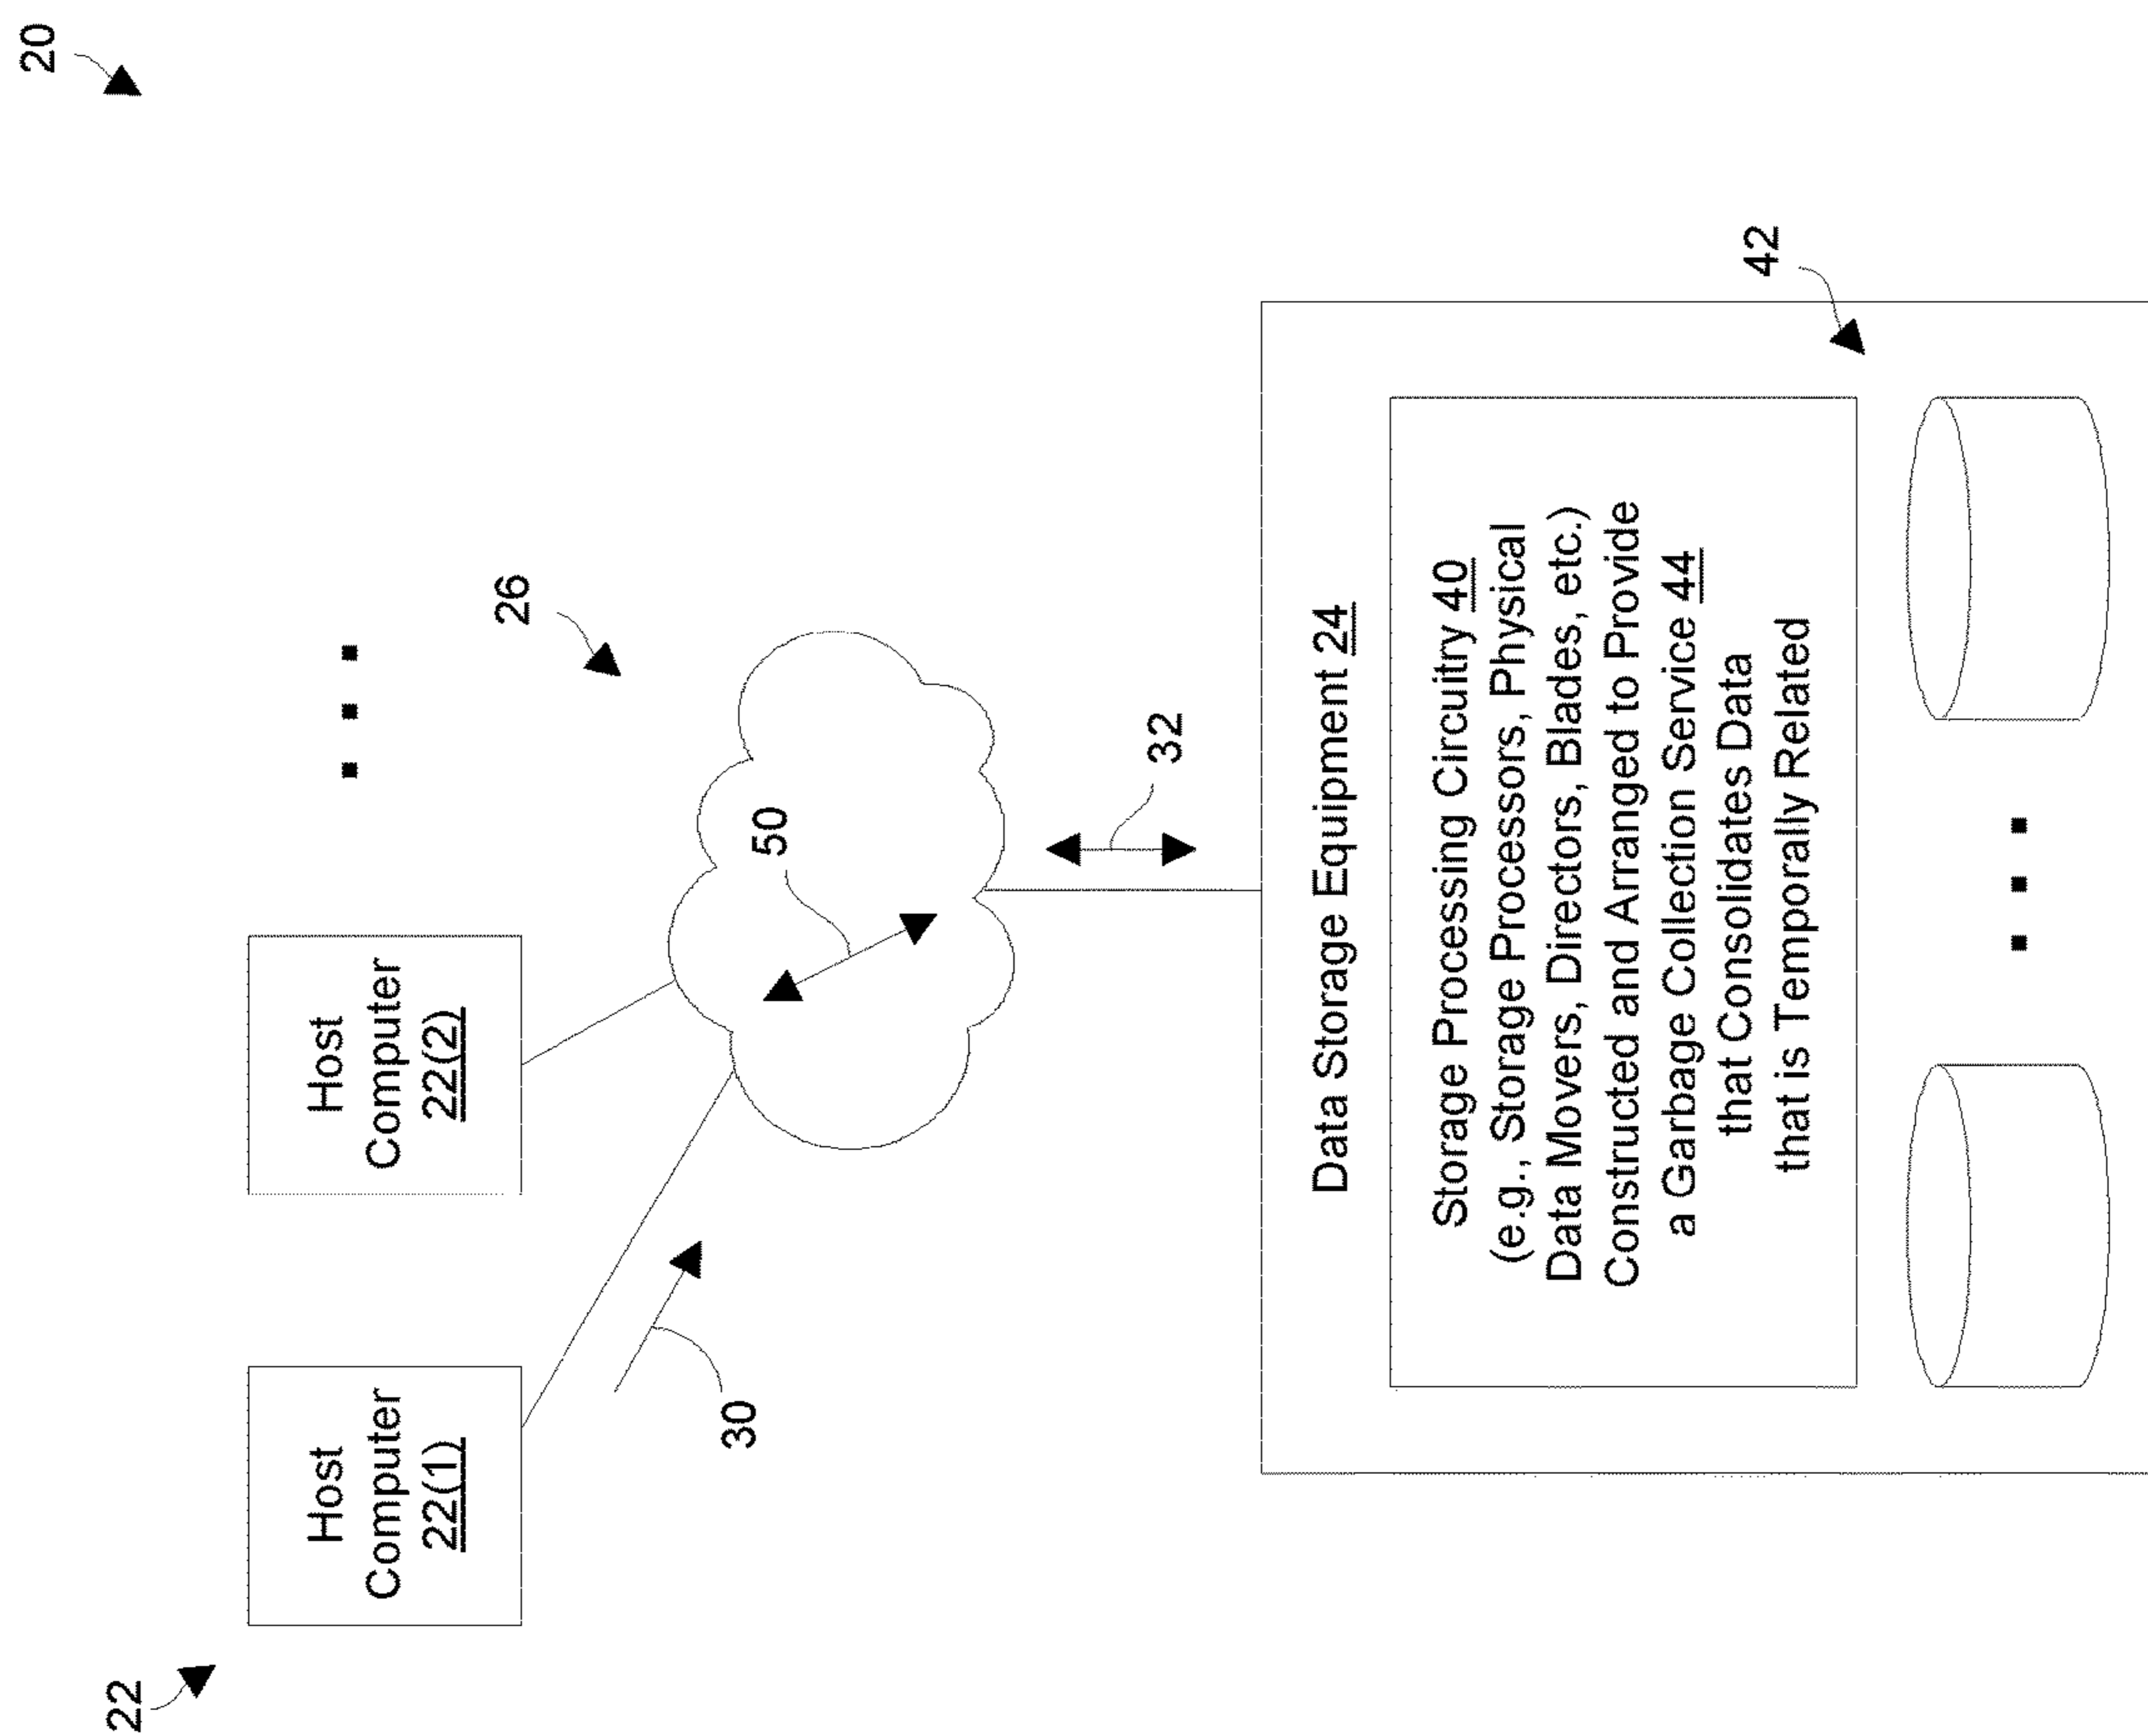 20
22
Host
Computer
22(1)
Host
Computer
22(2)
26
30
50
32
Data Storage Equipment 24
Storage Processing Circuitry 40
(e.g., Storage Processors, Physical
Data Movers, Directors, Blades, etc.)
Constructed and Arranged to Provide
a Garbage Collection Service 44
that Consolidates Data
that is Temporally Related
42